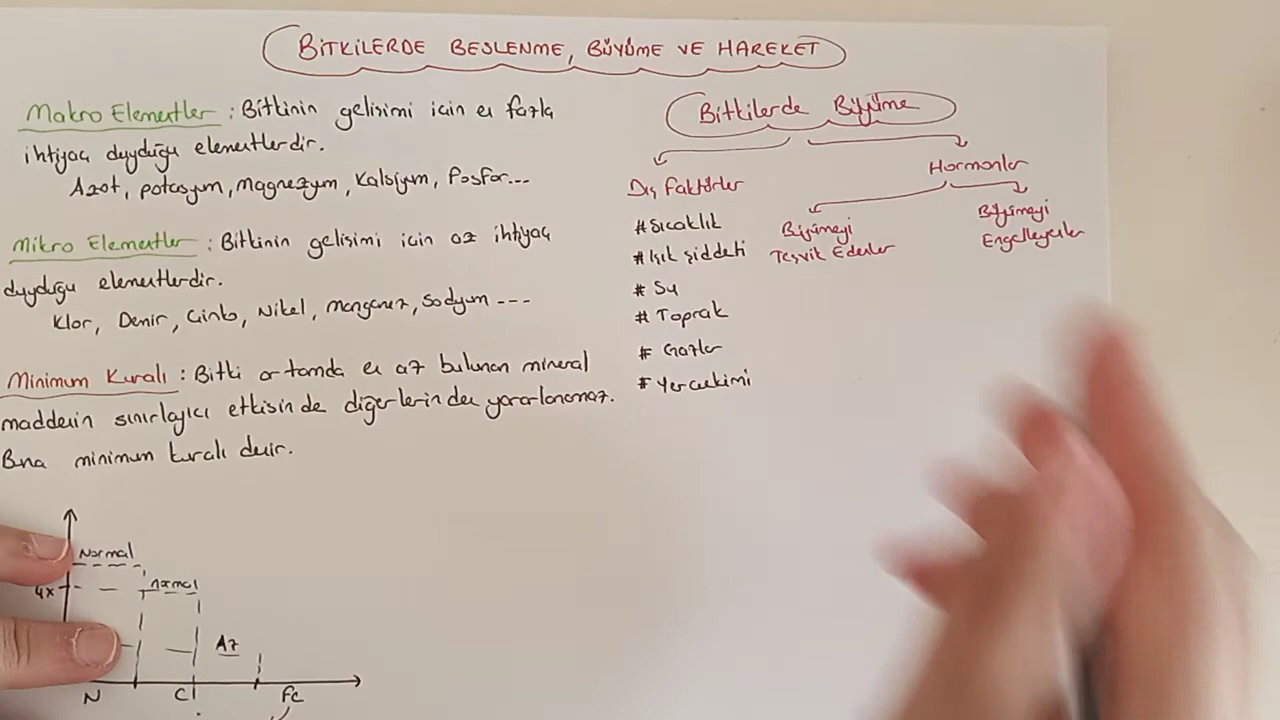 BİTKİLERDE BESLENME, BÜYÜME VE HAREKET
Makro Elementler : Bitkinin gelişimi için en fazla
ihtiyaç duyduğu elementlerdir.
Azot, potasyum, magnezyum, Kalsiyum, Fosfor...
Mikro Elementler : Bitkinin gelişimi için az ihtiyaç
duyduğu elementlerdir.
Klor, Demir, Çinko, Nikel, mangenez, Sodyum ---
Minimum Kuralı : Bitki ortamda en az bulunan mineral
maddenin sınırlayıcı etkisinde diğerlerinden yararlanamaz.
Buna minimum kuralı denir.
Normal
4x
normal
Az
N
Cl
Fe
Bitkilerde Büyüme
Dış Faktörler
# Sıcaklık
# Işık şiddeti
# Su
# Toprak
# Gazlar
# Yerçekimi
Hormonlar
Büyümeyi
Teşvik Edenler
Büyümeyi
Engelleyenler